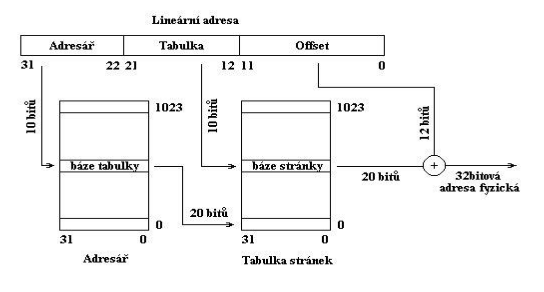 Lineární adresa
Adresář Tabulka Offset
31 22 21 12 11 0
10 bitů
10 bitů
12 bitů
1023
1023
báze tabulky
báze stránky
20 bitů
32bitová
adresa fyzická
20 bitů
0
0
31 0
31 0
Adresář
Tabulka stránek